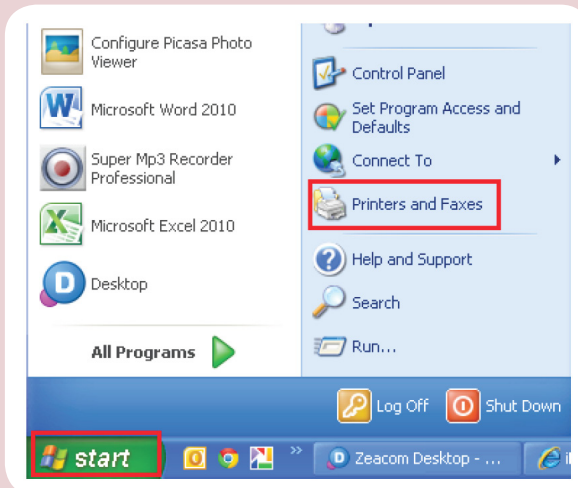 Configure Picasa Photo
Viewer
Microsoft Word 2010
Super Mp3 Recorder
Professional
Microsoft Excel 2010
Desktop
All Programs
Control Panel
Set Program Access and
Defaults
Connect To
Printers and Faxes
Help and Support
Search
Run...
Log Off
Shut Down
start
»
Zeacom Desktop - ...